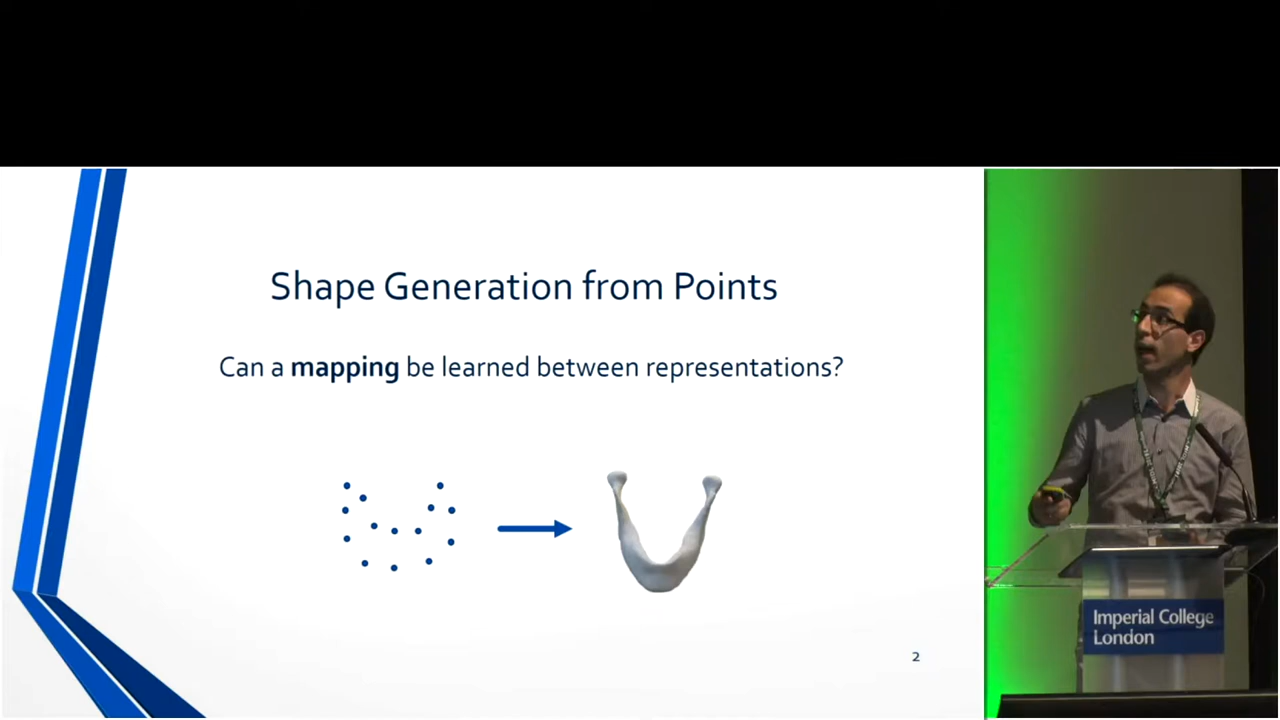 Shape Generation from Points
Can a mapping be learned between representations?
2
Imperial College
London